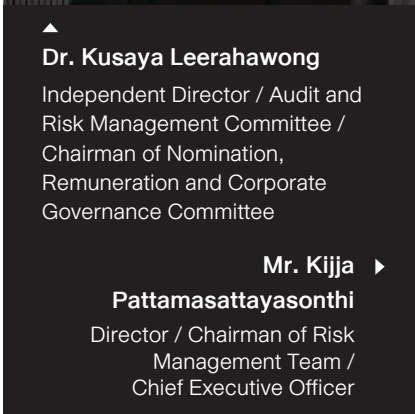 Dr. Kusaya Leerahawong
Independent Director / Audit and
Risk Management Committee /
Chairman of Nomination,
Remuneration and Corporate
Governance Committee
Mr. Kijja
Pattamasattayasonthi
Director / Chairman of Risk
Management Team /
Chief Executive Officer